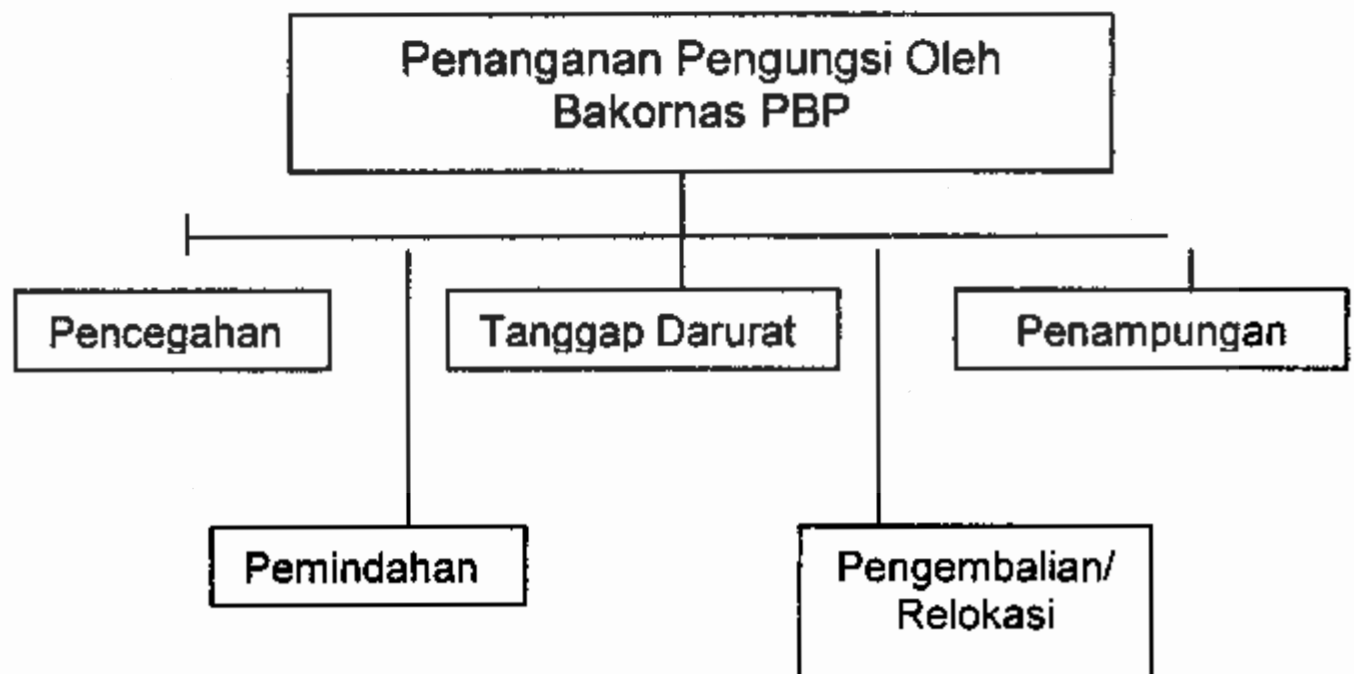 Penanganan Pengungsi Oleh
Bakornas PBP
Pencegahan
Tanggap Darurat
Penampungan
Pemindahan
Pengembalian/
Relokasi